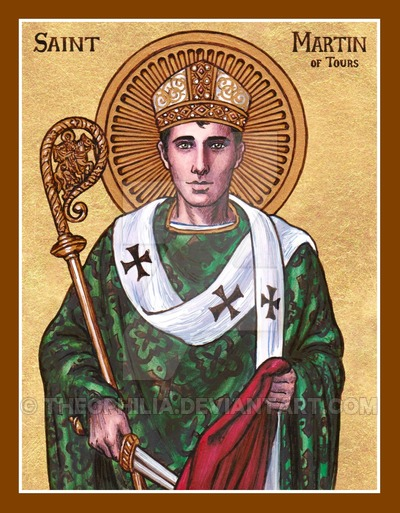 SAINT
MARTIN
OF TOURS
© THEOPHILIA.DEVIANTART.COM